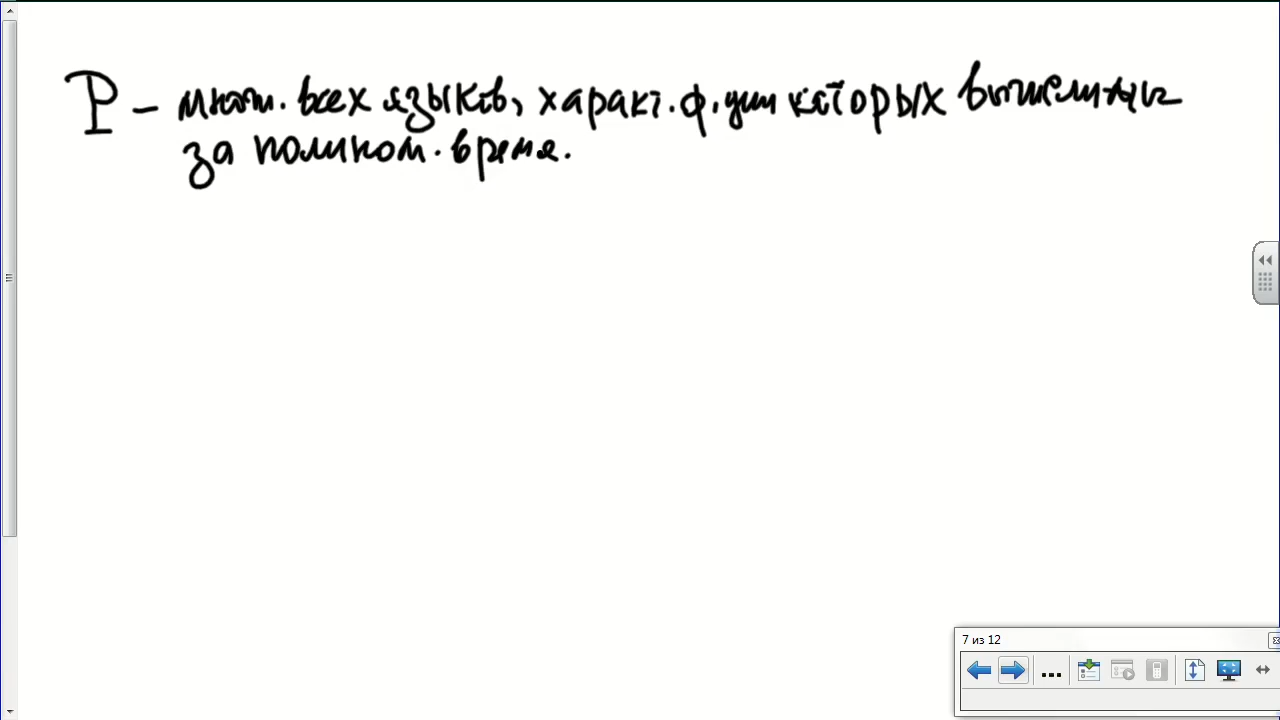 P – множ. всех языков, характ. ф. ции которых вычислимы
за полином. время.
7 из 12